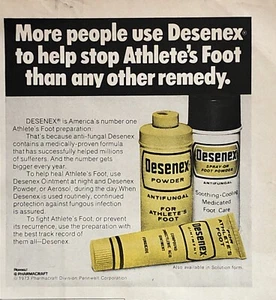 More people use Desenex®
to help stop Athlete's Foot
than any other remedy.
DESENEX® is America's number one
Athlete's Foot preparation.
That's because anti-fungal Desenex
contains a medically-proven formula
that has successfully helped millions
of sufferers. And the number gets
bigger every year.
To help heal Athlete's Foot, use
Desenex Ointment at night and Desenex
Powder, or Aerosol, during the day. When
Desenex is used routinely, continued
protection against fungous infection
is assured.
To fight Athlete's Foot, or prevent
its recurrence, use the preparation with
the best track record of
them all—Desenex.
PHARMACRAFT
© 1973 Pharmacraft Division Pennwalt Corporation
Desenex
POWDER
ANTIFUNGAL
FOR
ATHLETE'S
FOOT
Desenex
SPRAY-ON
FOOT POWDER
ANTIFUNGAL
Soothing-Cooling
Medicated
Foot Care
Desenex
Also available in Solution form.